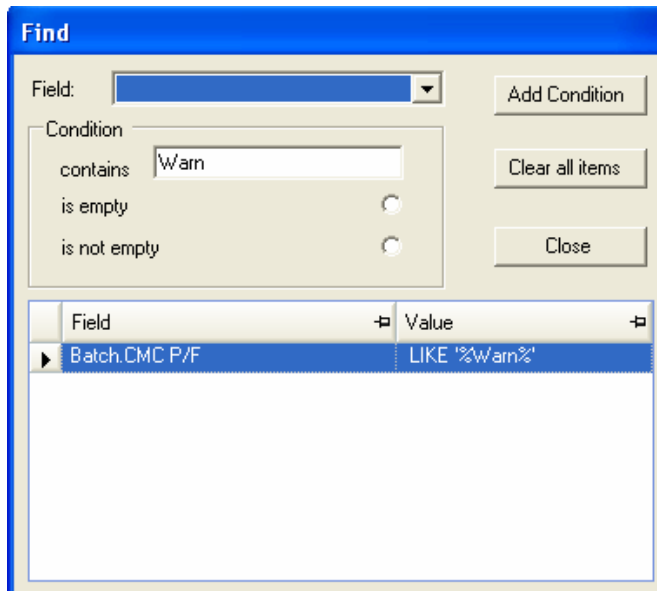 Find
Field:
Add Condition
Condition
contains Warn
Clear all items
is empty
is not empty
Close
Field Value
Batch.CMC P/F LIKE '%Warn%'